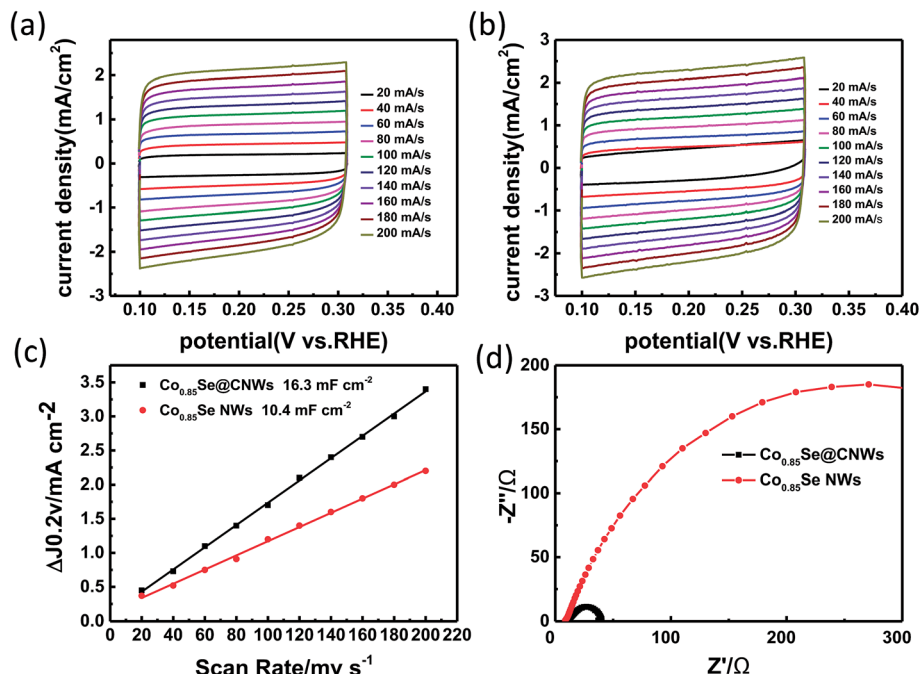 (a)
current density(mA/cm²)
2
1
0
-1
-2
-3
0.10 0.15 0.20 0.25 0.30 0.35 0.40
potential(V vs.RHE)
20 mA/s
40 mA/s
60 mA/s
80 mA/s
100 mA/s
120 mA/s
140 mA/s
160 mA/s
180 mA/s
200 mA/s
(b)
current density(mA/cm²)
3
2
1
0
-1
-2
-3
0.10 0.15 0.20 0.25 0.30 0.35 0.40
potential(V vs.RHE)
20 mA/s
40 mA/s
60 mA/s
80 mA/s
100 mA/s
120 mA/s
140 mA/s
160 mA/s
180 mA/s
200 mA/s
(c)
ΔJ0.2v/mA cm-2
3.5
3.0
2.5
2.0
1.5
1.0
0.5
0.0
0 20 40 60 80 100 120 140 160 180 200 220
Scan Rate/mv s⁻¹
Co₀.₈₅Se@CNWs 16.3 mF cm⁻²
Co₀.₈₅Se NWs 10.4 mF cm⁻²
(d)
-Z''/Ω
200
150
100
50
0
0 100 200 300
Z'/Ω
Co₀.₈₅Se@CNWs
Co₀.₈₅Se NWs